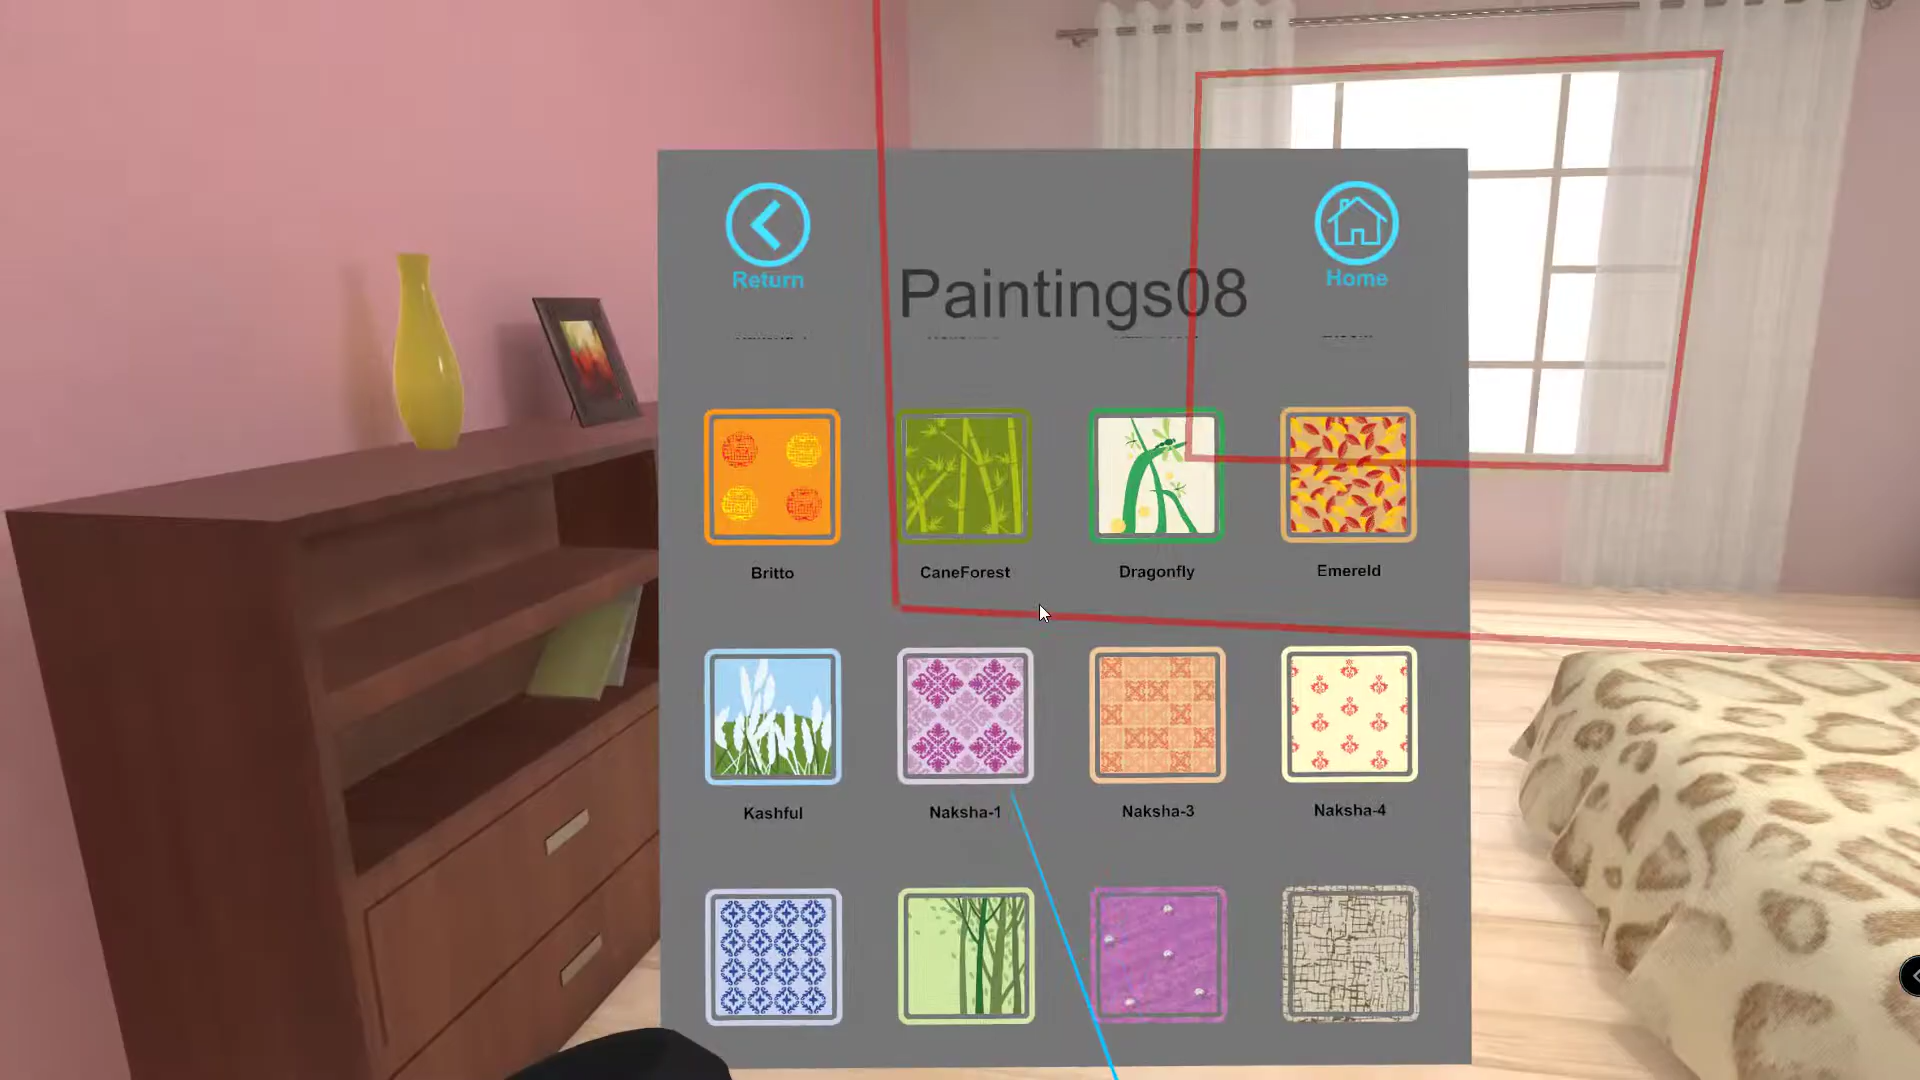 Return
Home
Paintings08
Britto
CaneForest
Dragonfly
Emereld
Kashful
Naksha-1
Naksha-3
Naksha-4